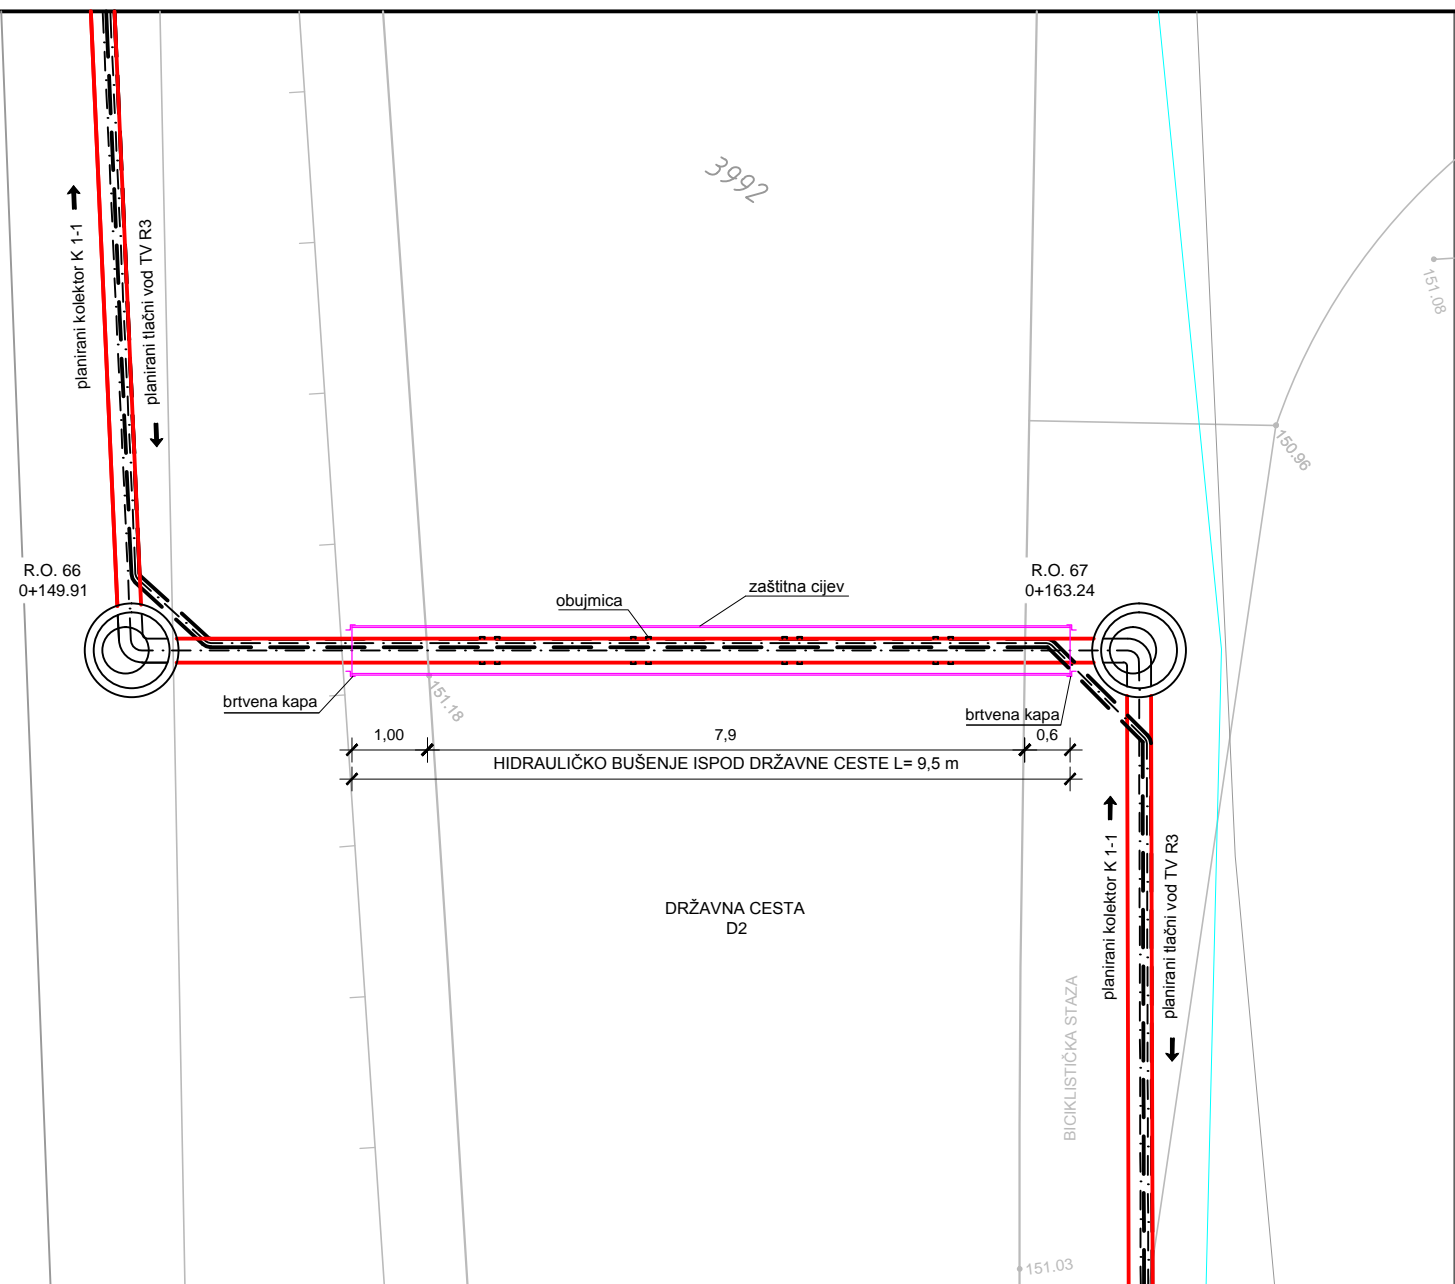 3992
planirani kolektor K 1-1
planirani tlačni vod TV R3
151.08
150.96
R.O. 66
0+149.91
R.O. 67
0+163.24
zaštitna cijev
obujmica
brtvena kapa
151.18
brtvena kapa
1,00
7,9
0,6
HIDRAULIČKO BUŠENJE ISPOD DRŽAVNE CESTE L= 9,5 m
DRŽAVNA CESTA
D2
planirani kolektor K 1-1
planirani tlačni vod TV R3
BICIKLISTIČKA STAZA
151.03